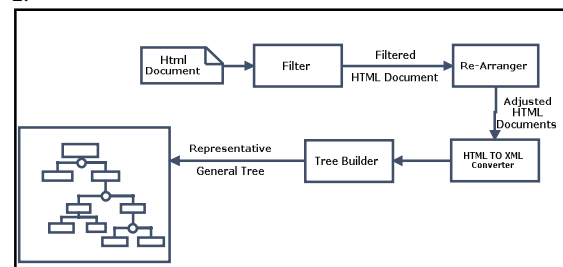 Html
Document
Filter
Filtered
HTML Document
Re-Arranger
Adjusted
HTML
Documents
HTML TO XML
Converter
Tree Builder
Representative
General Tree